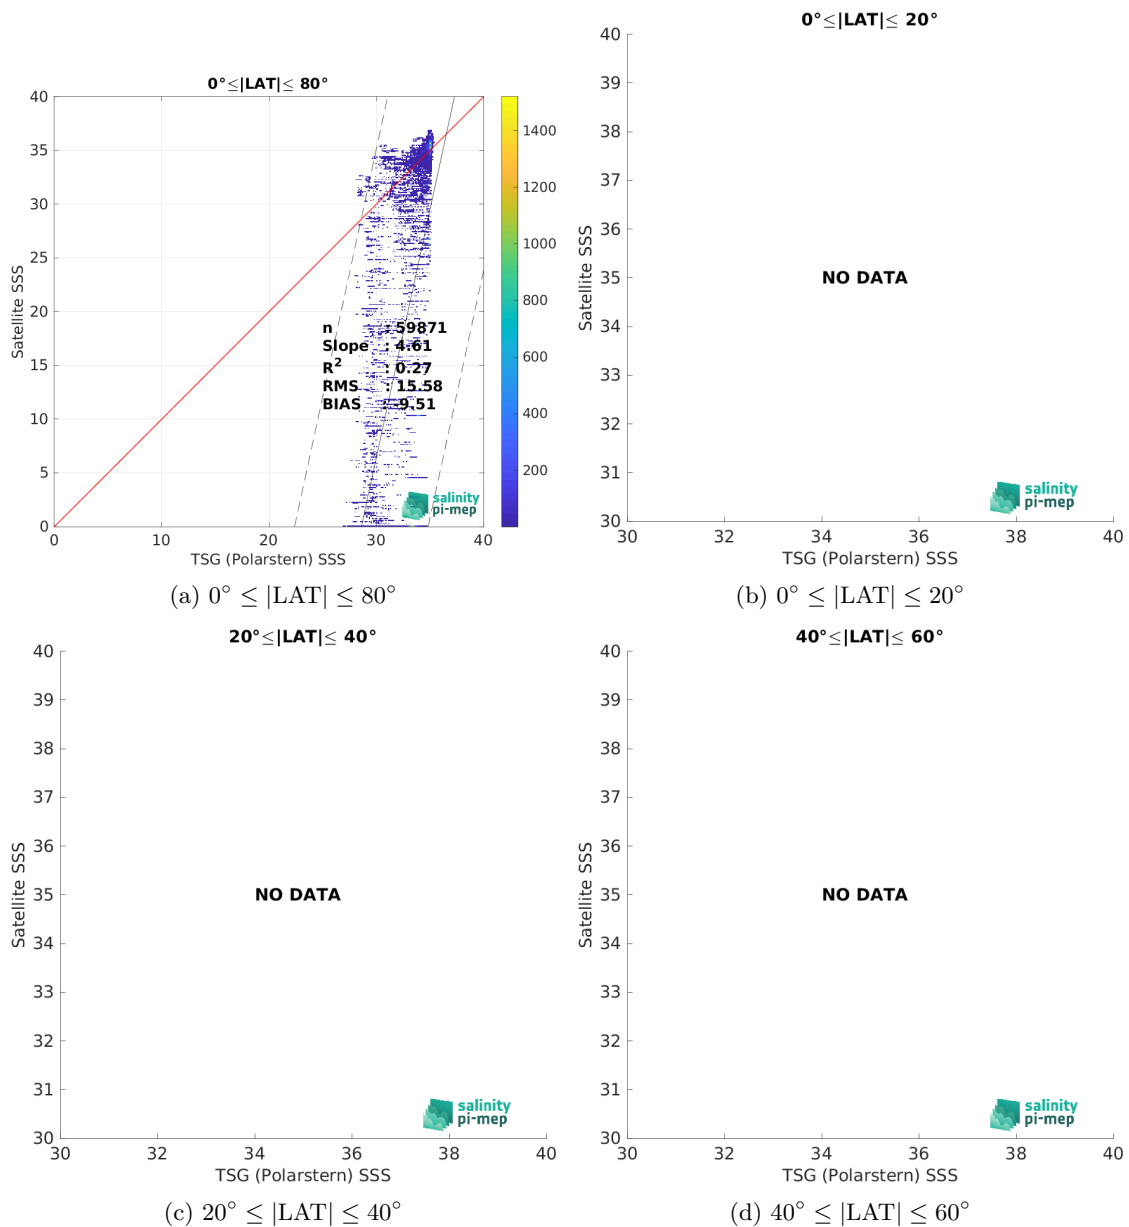 0°≤|LAT|≤ 80°
40
35
30
25
20
15
10
5
0
Satellite SSS
n : 59871
Slope : 4.61
R² : 0.27
RMS : 15.58
BIAS : -9.51
salinity
pi-mep
0 10 20 30 40
TSG (Polarstern) SSS
1400
1200
1000
800
600
400
200
(a) 0° ≤ |LAT| ≤ 80°
0°≤|LAT|≤ 20°
40
39
38
37
36
35
34
33
32
31
30
Satellite SSS
NO DATA
salinity
pi-mep
30 32 34 36 38 40
TSG (Polarstern) SSS
(b) 0° ≤ |LAT| ≤ 20°
20°≤|LAT|≤ 40°
40
39
38
37
36
35
34
33
32
31
30
Satellite SSS
NO DATA
salinity
pi-mep
30 32 34 36 38 40
TSG (Polarstern) SSS
(c) 20° ≤ |LAT| ≤ 40°
40°≤|LAT|≤ 60°
40
39
38
37
36
35
34
33
32
31
30
Satellite SSS
NO DATA
salinity
pi-mep
30 32 34 36 38 40
TSG (Polarstern) SSS
(d) 40° ≤ |LAT| ≤ 60°